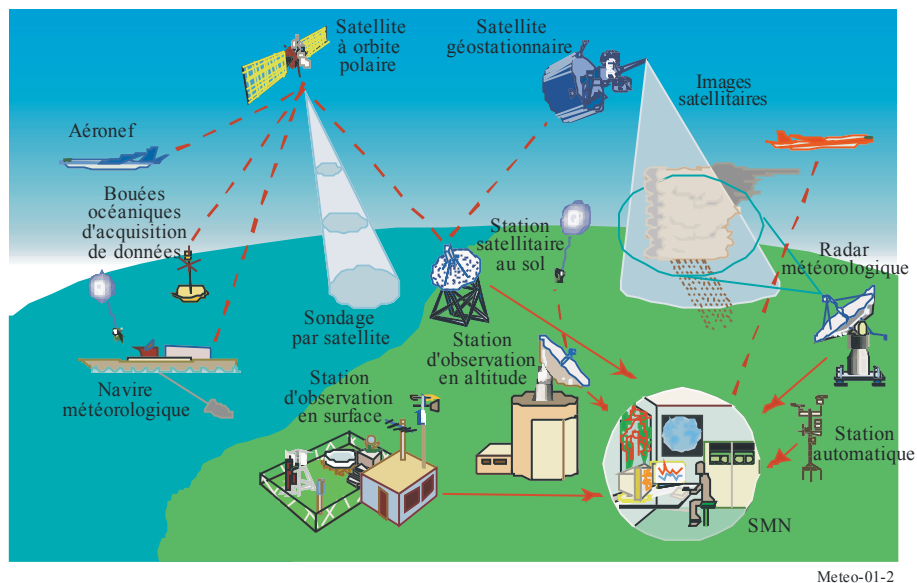 Satellite
à orbite
polaire
Satellite
géostationnaire
Images
satellitaires
Aéronef
Bouées
océaniques
d'acquisition
de données
Station
satellitaire
au sol
Radar
météorologique
Sondage
par satellite
Station
d'observation
en altitude
Navire
météorologique
Station
d'observation
en surface
Station
automatique
SMN
Meteo-01-2